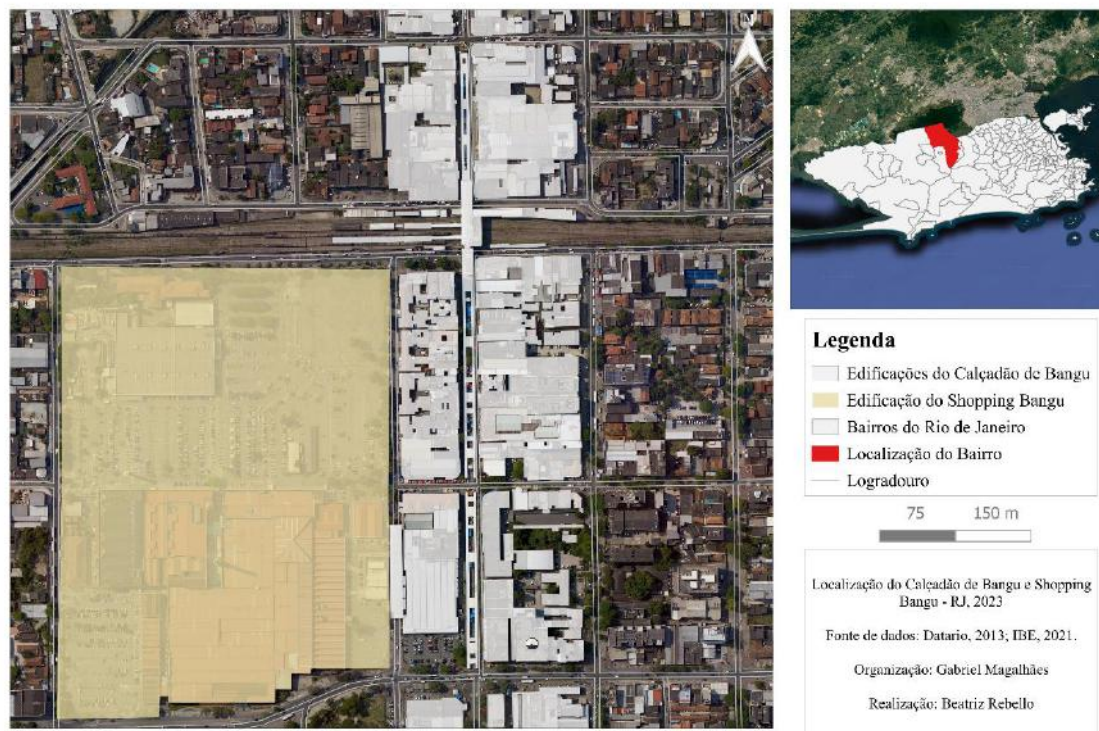 Legenda
Edificações do Calçadão de Bangu
Edificação do Shopping Bangu
Bairros do Rio de Janeiro
Localização do Bairro
Logradouro
75 150 m
Localização do Calçadão de Bangu e Shopping
Bangu - RJ, 2023
Fonte de dados: Datario, 2013; IBE, 2021.
Organização: Gabriel Magalhães
Realização: Beatriz Rebello